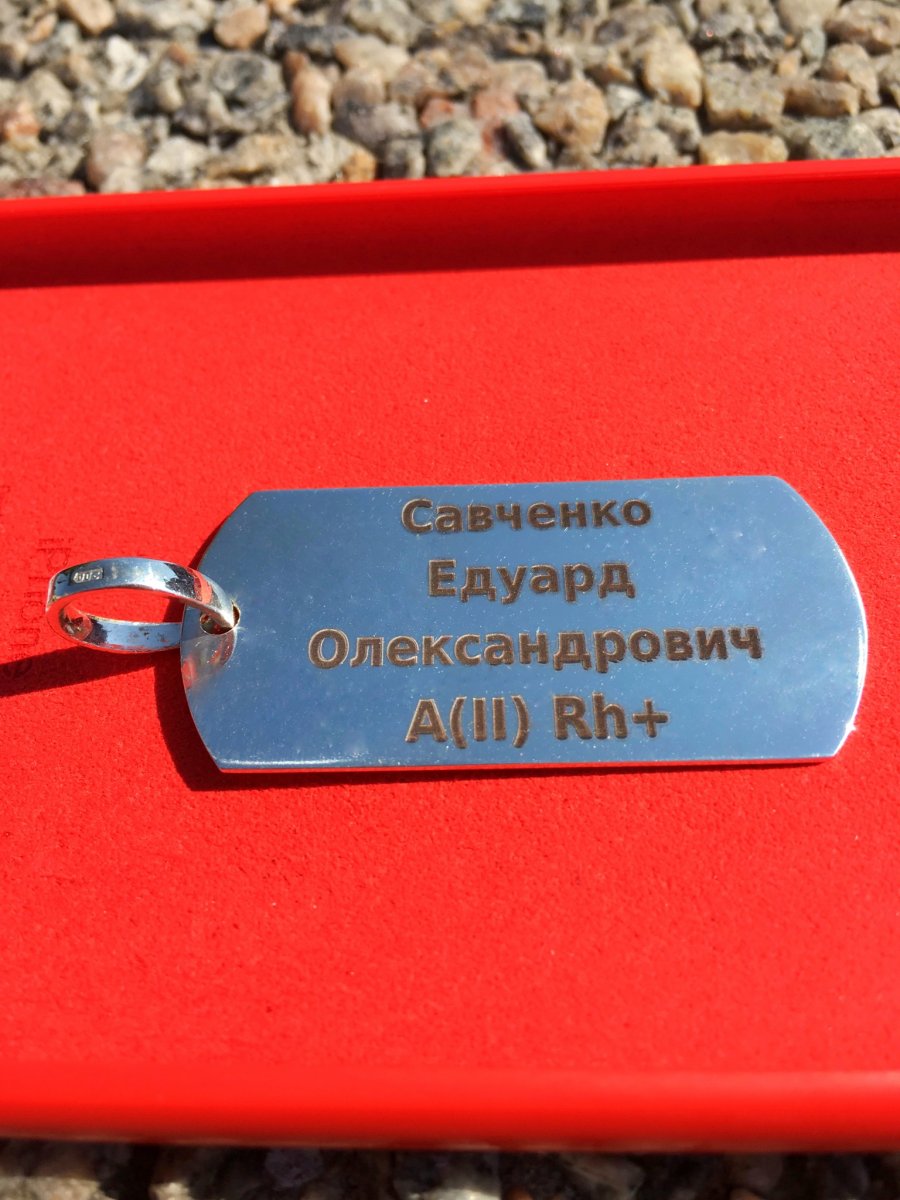 Савченко
Едуард
Олександрович
A(II) Rh+